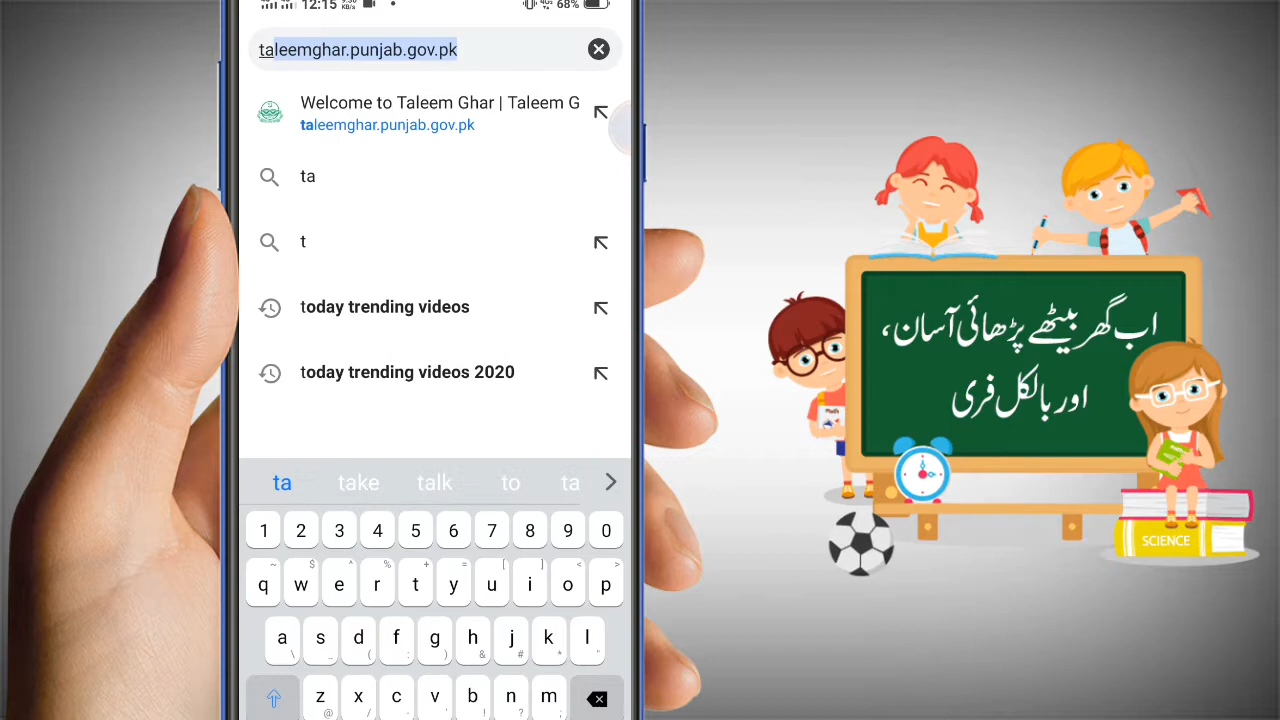 12:15
68%
taleemghar.punjab.gov.pk
Welcome to Taleem Ghar | Taleem G
taleemghar.punjab.gov.pk
ta
t
today trending videos
today trending videos 2020
ta take talk to ta
1 2 3 4 5 6 7 8 9 0
~ $ ^ % + = [ ] < >
q w e r t y u i o p
a s d f g h j k l
\ _ ( : ) & # * "
z x c v b n m
@ / ' ! ? ;
اب گھر بیٹھے پڑھائی آسان،
اور بالکل فری
Math
SCIENCE